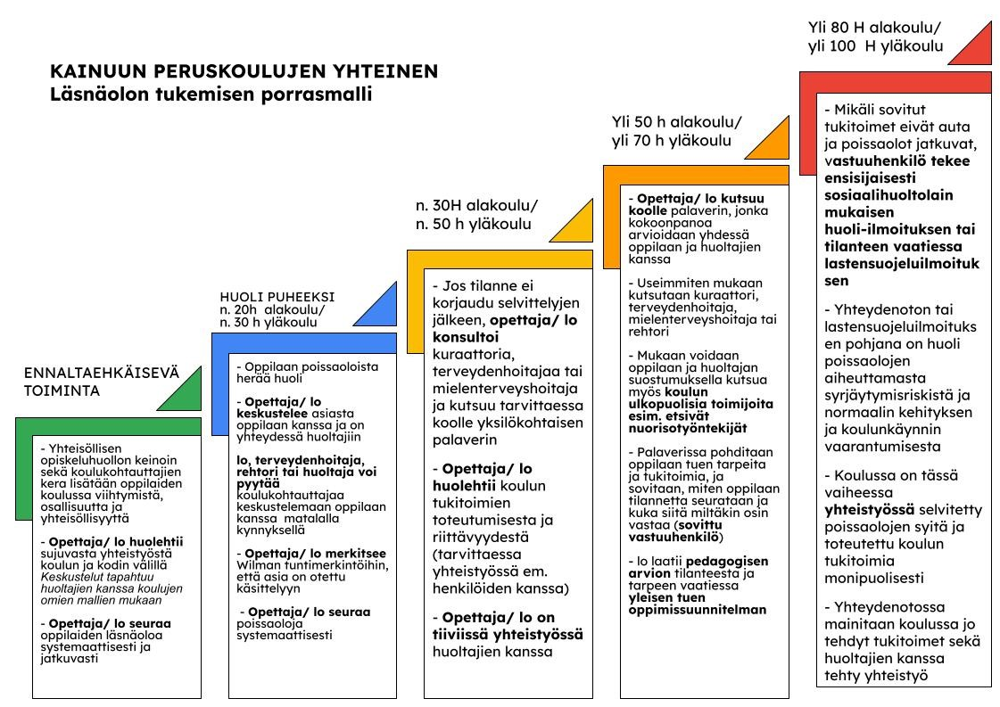 KAINUUN PERUSKOULUJEN YHTEINEN
Läsnäolon tukemisen porrasmalli
ENNALTAEHKÄISEVÄ
TOIMINTA
- Yhteisöllisen
opiskeluhuollon keinoin
sekä koulukohtauttajien
kera lisätään oppilaiden
koulussa viihtymistä,
osallisuutta ja
yhteisöllisyyttä
- Opettaja/ lo huolehtii
sujuvasta yhteistyöstä
koulun ja kodin välillä
Keskustelut tapahtuu
huoltajien kanssa koulujen
omien mallien mukaan
- Opettaja/ lo seuraa
oppilaiden läsnäoloa
systemaattisesti ja
jatkuvasti
HUOLI PUHEEKSI
n. 20h  alakoulu/
n. 30 h yläkoulu
- Oppilaan poissaoloista
herää huoli
- Opettaja/ lo
keskustelee asiasta
oppilaan kanssa ja on
yhteydessä huoltajiin
lo, terveydenhoitaja,
rehtori tai huoltaja voi
pyytää
koulukohtauttajaa
keskustelemaan oppilaan
kanssa  matalalla
kynnyksellä
- Opettaja/ lo merkitsee
Wilman tuntimerkintöihin,
että asia on otettu
käsittelyyn
- Opettaja/ lo seuraa
poissaoloja
systemaattisesti
n. 30H alakoulu/
n. 50 h yläkoulu
- Jos tilanne ei
korjaudu selvittelyjen
jälkeen, opettaja/ lo
konsultoi
kuraattoria,
terveydenhoitajaa tai
mielenterveyshoitaja
ja kutsuu tarvittaessa
koolle yksilökohtaisen
palaverin
- Opettaja/ lo
huolehtii koulun
tukitoimien
toteutumisesta ja
riittävyydestä
(tarvittaessa
yhteistyössä em.
henkilöiden kanssa)
- Opettaja/ lo on
tiiviissä yhteistyössä
huoltajien kanssa
Yli 50 h alakoulu/
yli 70 h yläkoulu
- Opettaja/ lo kutsuu
koolle palaverin, jonka
kokoonpanoa
arvioidaan yhdessä
oppilaan ja huoltajien
kanssa
- Useimmiten mukaan
kutsutaan kuraattori,
terveydenhoitaja,
mielenterveyshoitaja tai
rehtori
- Mukaan voidaan
oppilaan ja huoltajan
suostumuksella kutsua
myös koulun
ulkopuolisia toimijoita
esim. etsivät
nuorisotyöntekijät
- Palaverissa pohditaan
oppilaan tuen tarpeita
ja tukitoimia, ja
sovitaan, miten oppilaan
tilannetta seurataan ja
kuka siitä miltäkin osin
vastaa (sovittu
vastuuhenkilö)
- lo laatii pedagogisen
arvion tilanteesta ja
tarpeen vaatiessa
yleisen tuen
oppimissuunnitelman
Yli 80 H alakoulu/
yli 100  H yläkoulu
- Mikäli sovitut
tukitoimet eivät auta
ja poissaolot jatkuvat,
vastuuhenkilö tekee
ensisijaisesti
sosiaalihuoltolain
mukaisen
huoli-ilmoituksen tai
tilanteen vaatiessa
lastensuojeluilmoituk
sen
- Yhteydenoton tai
lastensuojeluilmoituks
en pohjana on huoli
poissaolojen
aiheuttamasta
syrjäytymisriskistä ja
normaalin kehityksen
ja koulunkäynnin
vaarantumisesta
- Koulussa on tässä
vaiheessa
yhteistyössä selvitetty
poissaolojen syitä ja
toteutettu koulun
tukitoimia
monipuolisesti
- Yhteydenotossa
mainitaan koulussa jo
tehdyt tukitoimet sekä
huoltajien kanssa
tehty yhteistyö